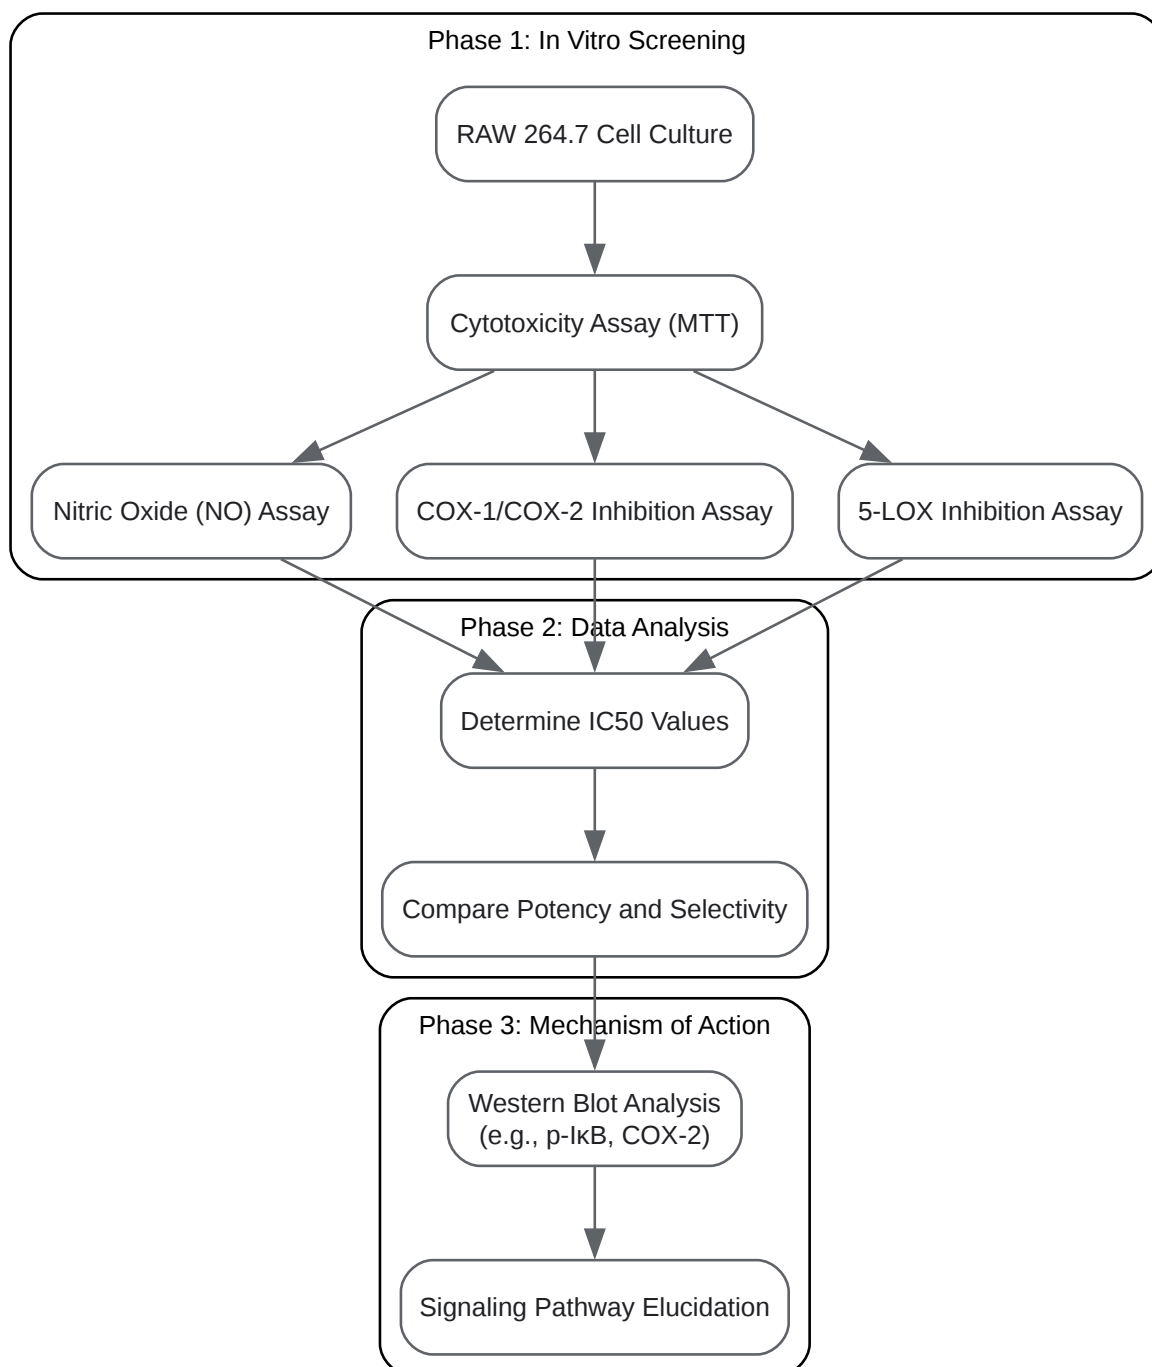 Phase 1: In Vitro Screening
RAW 264.7 Cell Culture
Cytotoxicity Assay (MTT)
Nitric Oxide (NO) Assay
COX-1/COX-2 Inhibition Assay
5-LOX Inhibition Assay
Phase 2: Data Analysis
Determine IC50 Values
Compare Potency and Selectivity
Phase 3: Mechanism of Action
Western Blot Analysis
(e.g., p-IκB, COX-2)
Signaling Pathway Elucidation